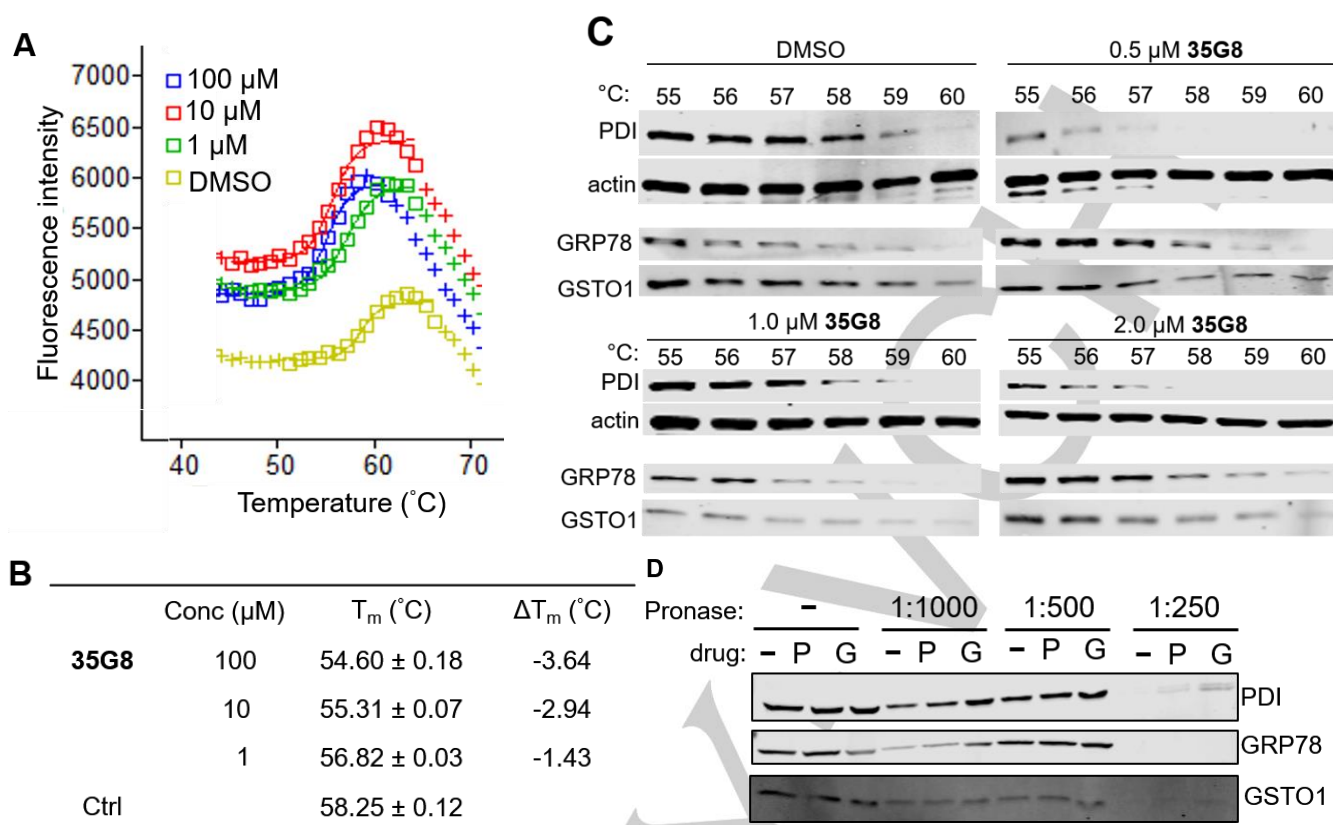 A
Fluorescence intensity
7000
6500
6000
5500
5000
4500
4000
100 µM
10 µM
1 µM
DMSO
40 50 60 70
Temperature (°C)
B
Conc (µM) Tm (°C) ΔTm (°C)
35G8 100 54.60 ± 0.18 -3.64
10 55.31 ± 0.07 -2.94
1 56.82 ± 0.03 -1.43
Ctrl 58.25 ± 0.12
C
DMSO
°C: 55 56 57 58 59 60
PDI
actin
GRP78
GSTO1
0.5 µM 35G8
55 56 57 58 59 60
1.0 µM 35G8
°C: 55 56 57 58 59 60
PDI
actin
GRP78
GSTO1
2.0 µM 35G8
55 56 57 58 59 60
D
Pronase: – 1:1000 1:500 1:250
drug: – P G – P G – P G – P G
PDI
GRP78
GSTO1